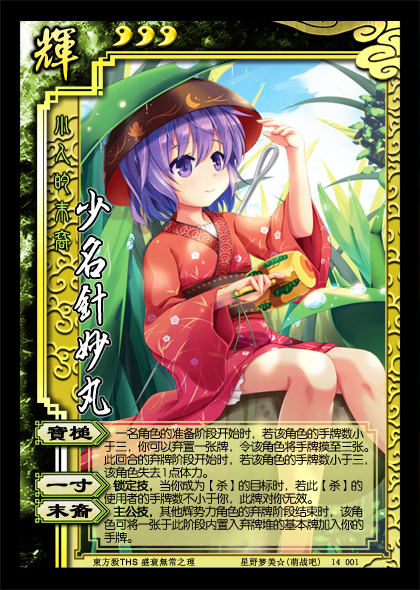 輝
小人的末裔
少名針妙丸
寶槌
一名角色的准备阶段开始时，若该角色的手牌数小
于三，你可以弃置一张牌，令该角色将手牌摸至三张。
此回合的弃牌阶段开始时，若该角色的手牌数小于三，
该角色失去1点体力。
一寸
锁定技，当你成为【杀】的目标时，若此【杀】的
使用者的手牌数不小于你，此牌对你无效。
末裔
主公技，其他辉势力角色的弃牌阶段结束时，该角
色可将一张于此阶段内置入弃牌堆的基本牌加入你的
手牌。
東方殺THS 盛衰無常之理
星野梦美☆(萌战吧) 14 001